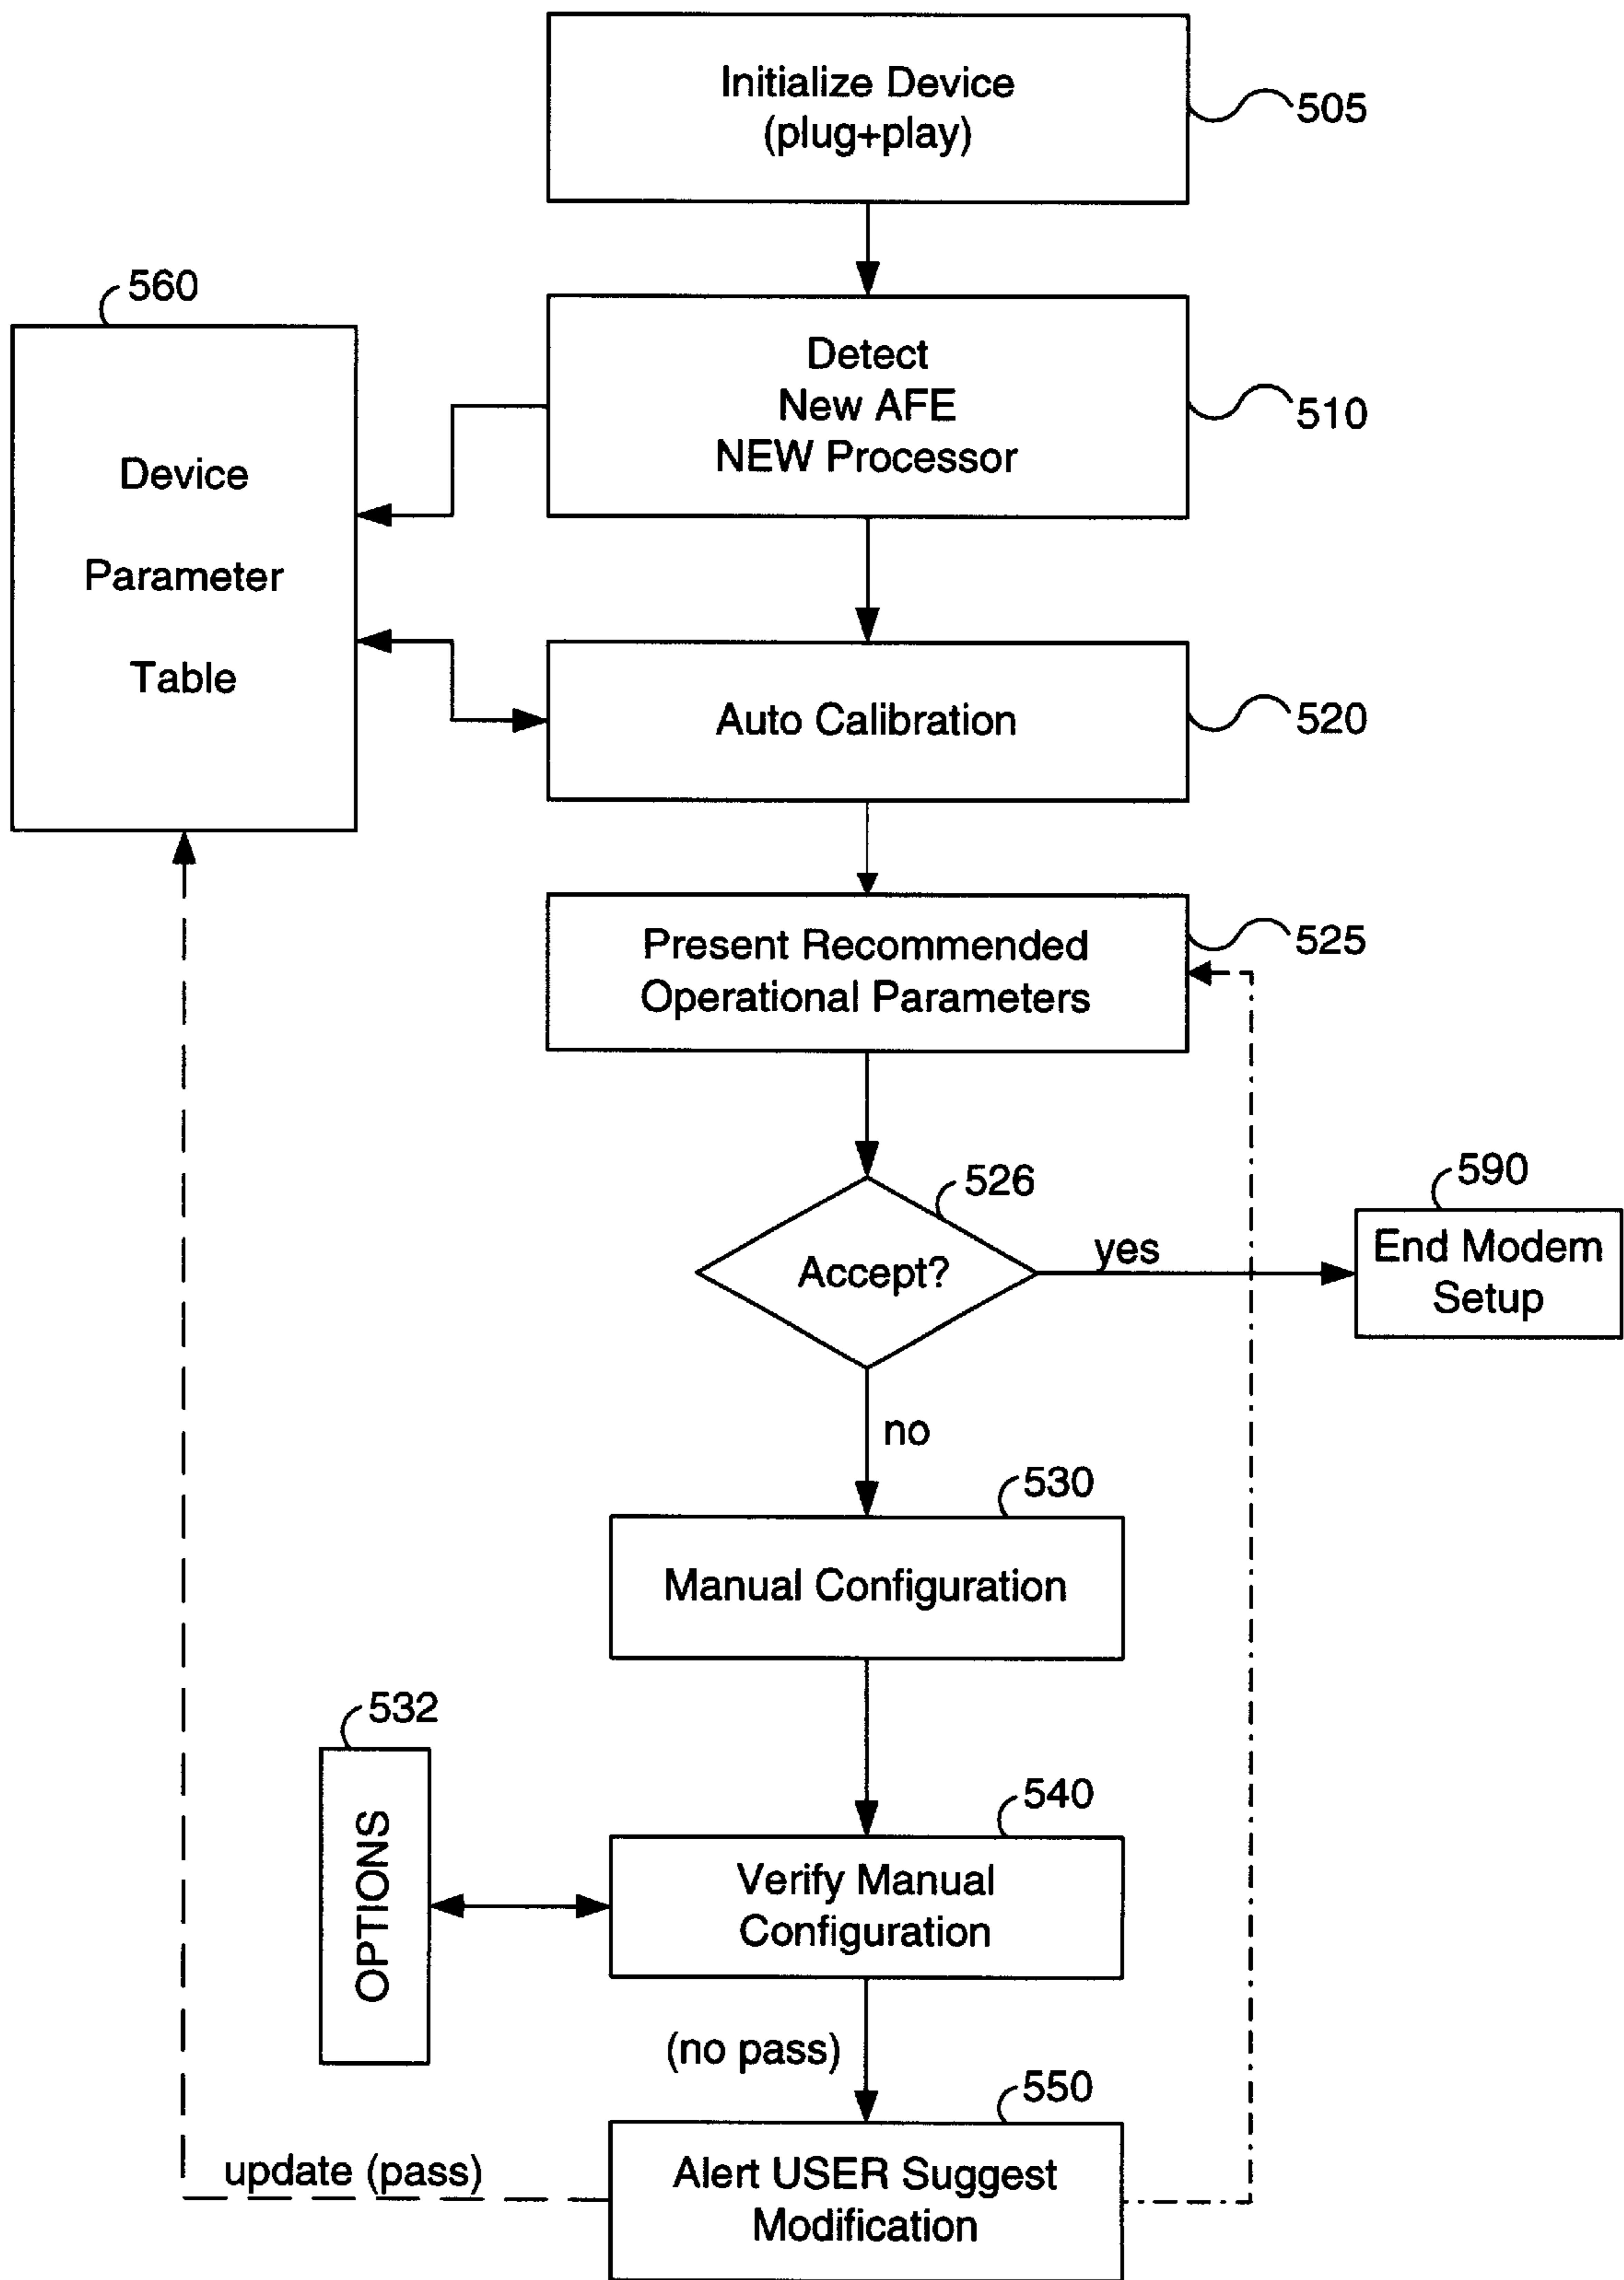 Initialize Device
(plug+play)
505
560
Device
Parameter
Table
Detect
New AFE
NEW Processor
510
Auto Calibration
520
Present Recommended
Operational Parameters
525
526
Accept?
yes
590
End Modem
Setup
no
530
Manual Configuration
532
OPTIONS
540
Verify Manual
Configuration
(no pass)
550
update (pass)
Alert USER Suggest
Modification